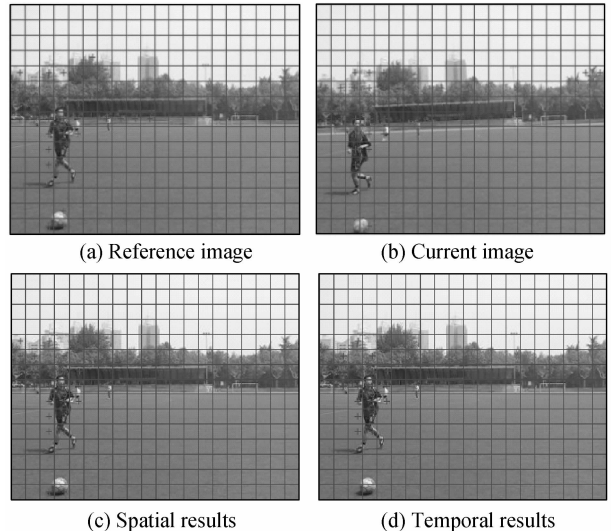 (a) Reference image
(b) Current image
(c) Spatial results
(d) Temporal results